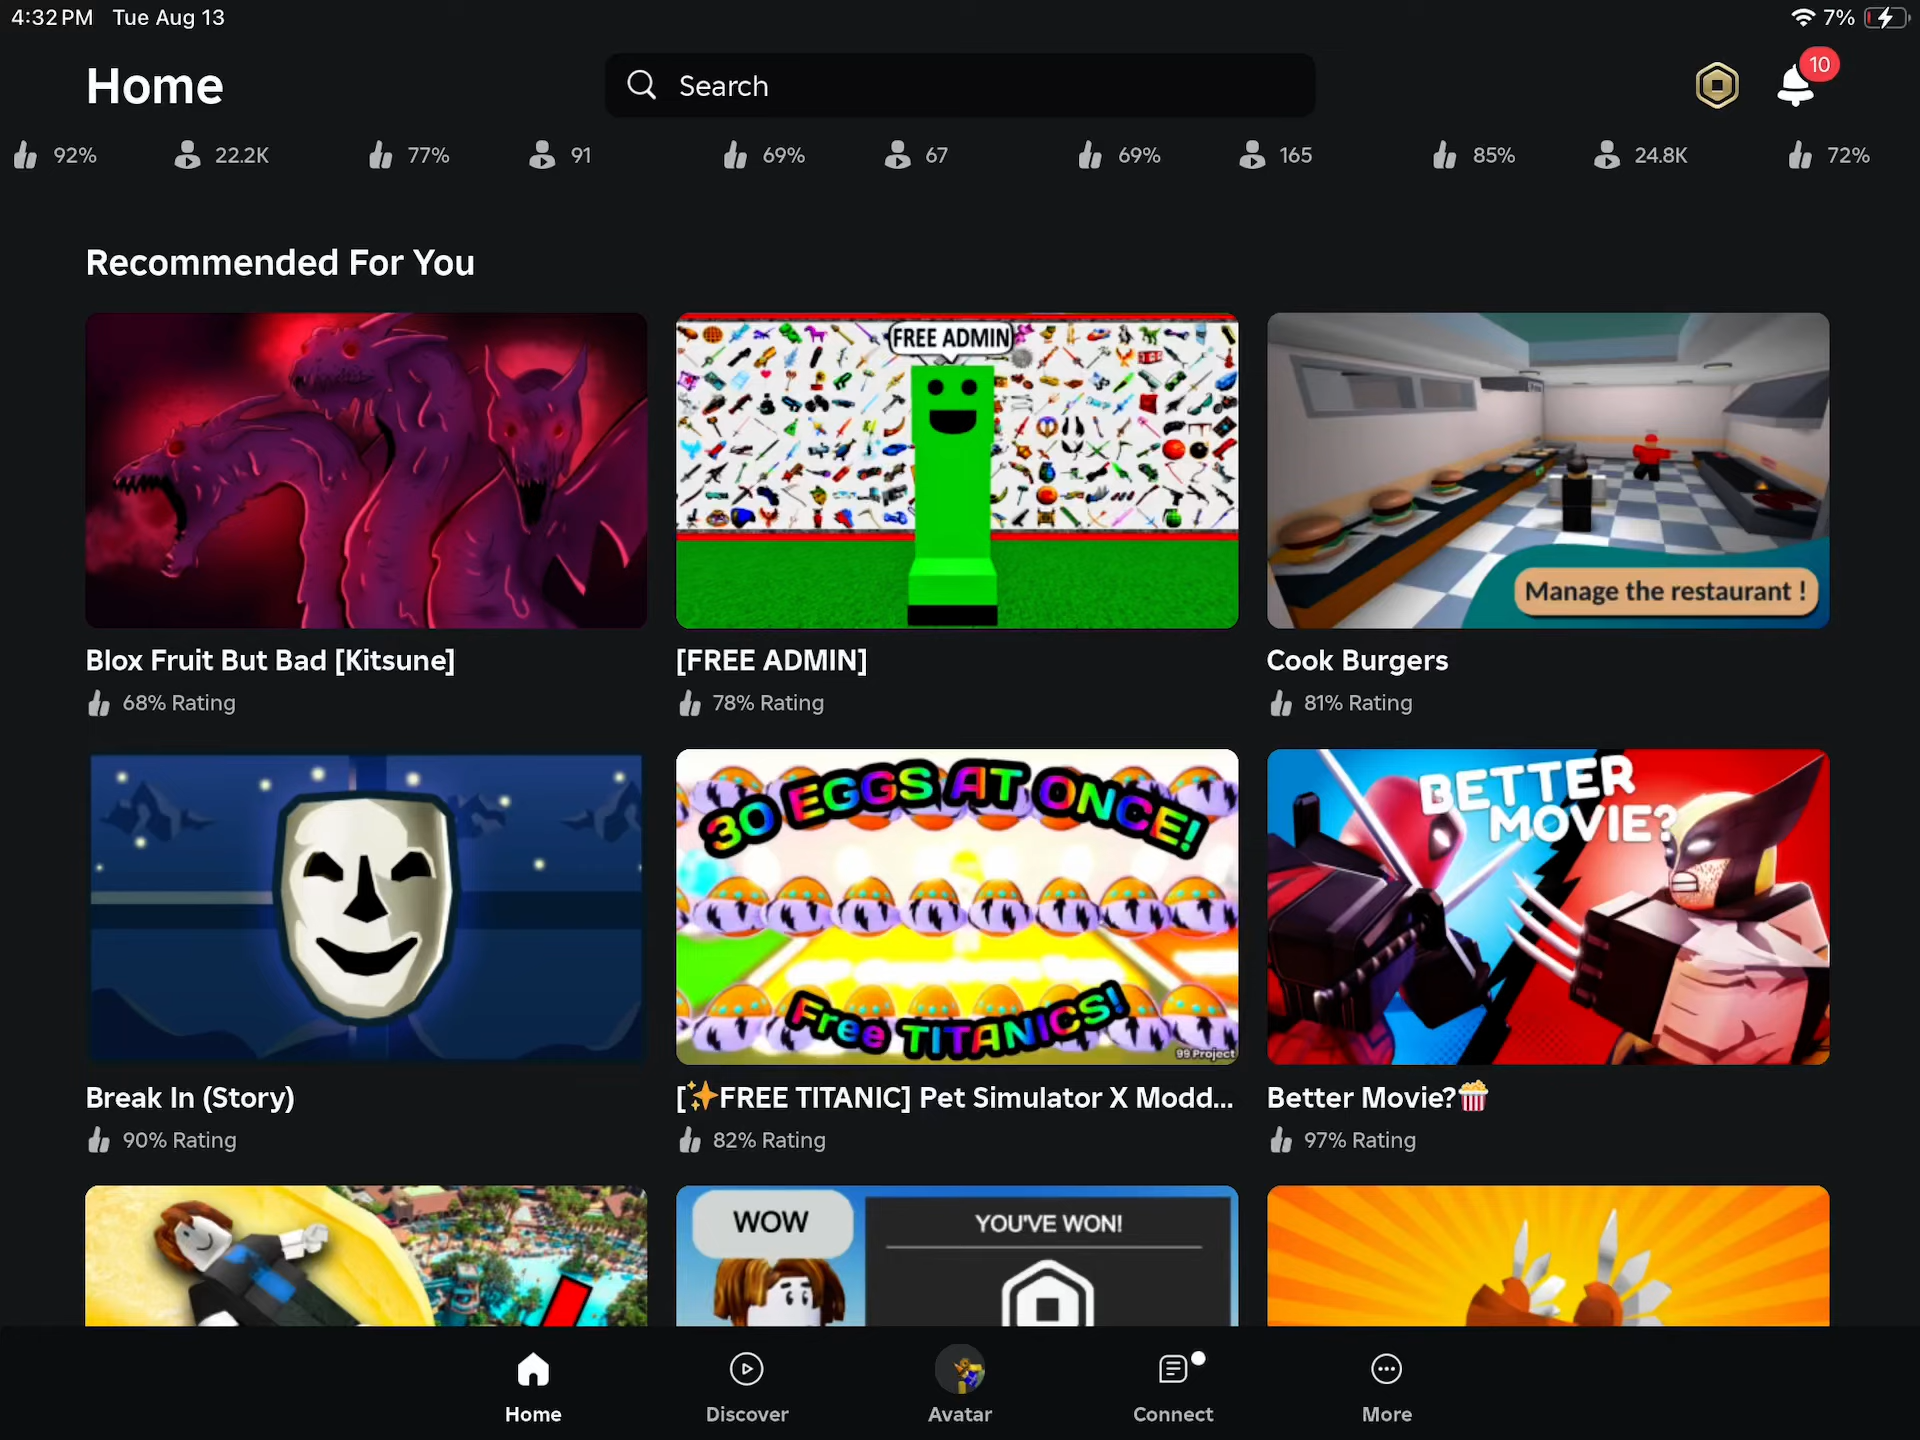 4:32 PM Tue Aug 13 7%
Home Search 10
92% 22.2K 77% 91 69% 67 69% 165 85% 24.8K 72%
Recommended For You
FREE ADMIN
Manage the restaurant !
Blox Fruit But Bad [Kitsune] [FREE ADMIN] Cook Burgers
68% Rating 78% Rating 81% Rating
30 EGGS AT ONCE!
Free TITANICS!
99 Project
BETTER
MOVIE?
Break In (Story) [✨FREE TITANIC] Pet Simulator X Modd... Better Movie?🍿
90% Rating 82% Rating 97% Rating
WOW YOU'VE WON!
Home Discover Avatar Connect More